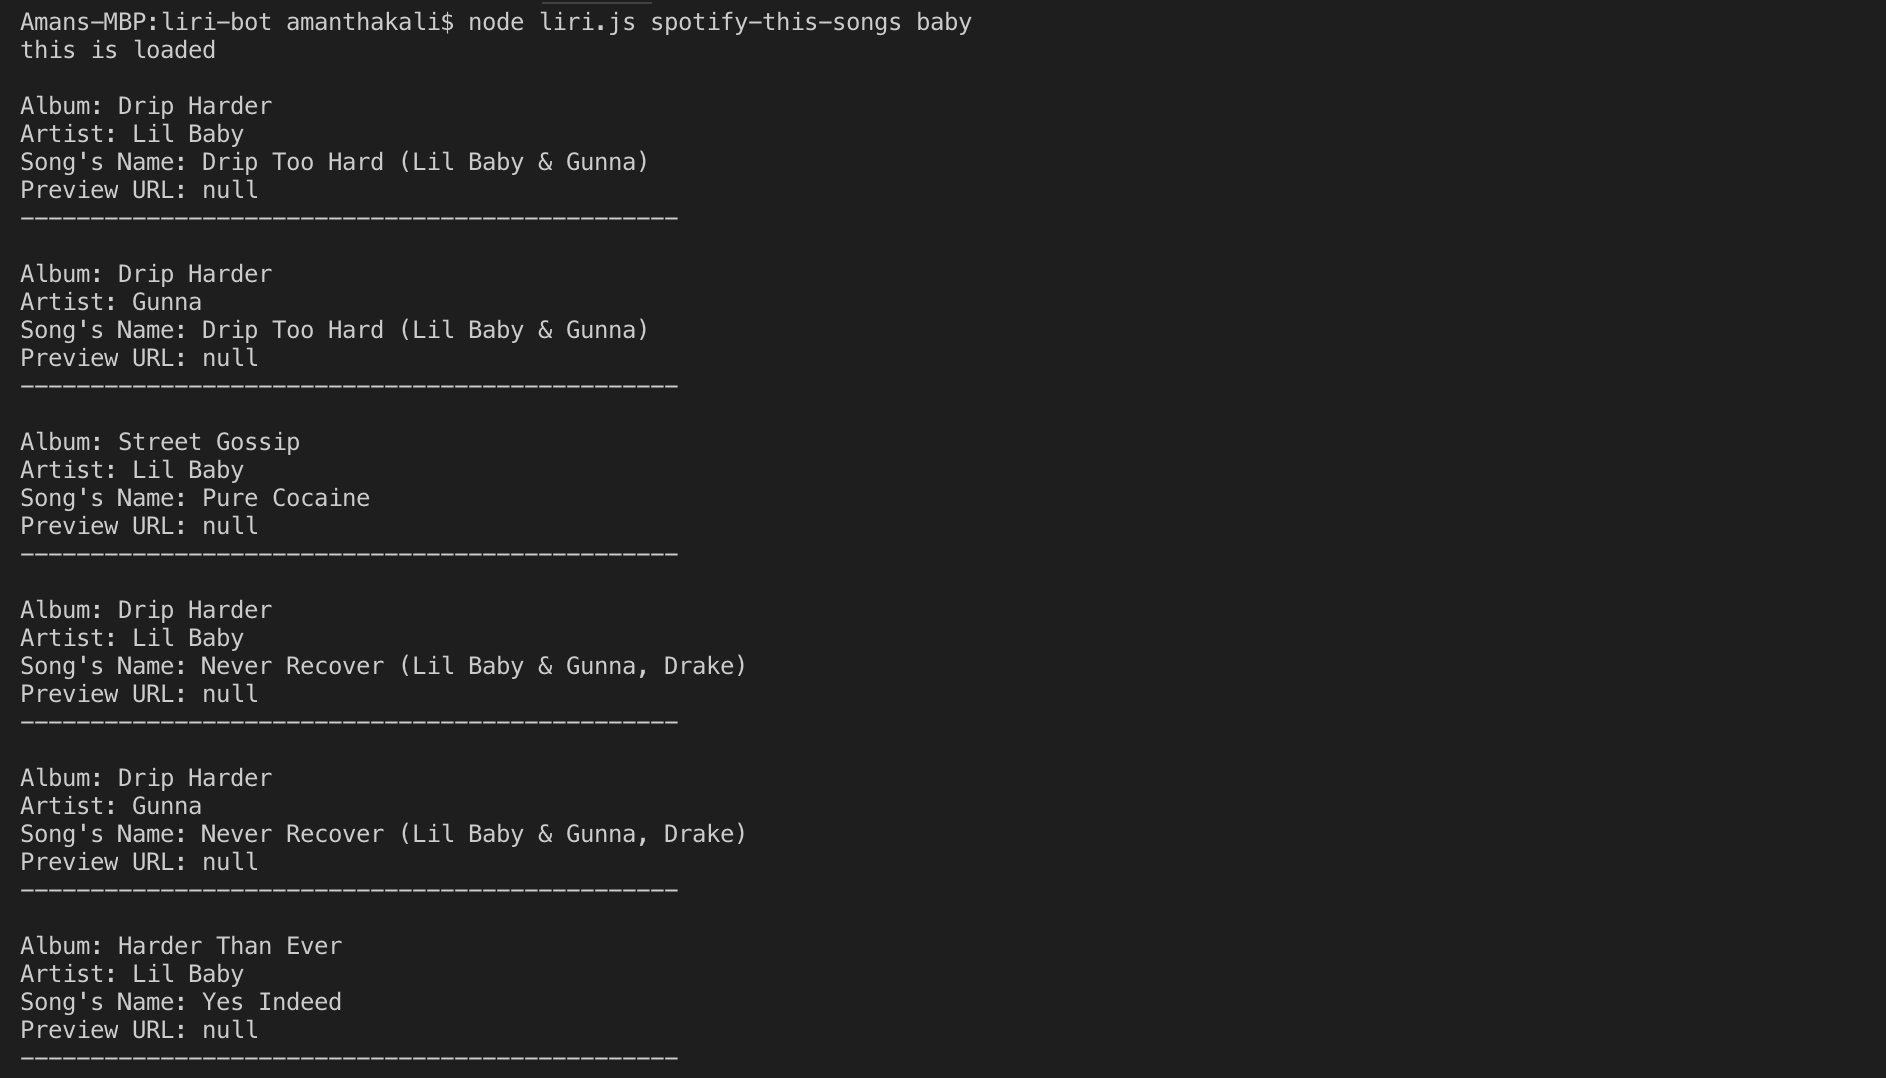 Amans-MBP:liri-bot amanthakali$ node liri.js spotify-this-songs baby
this is loaded
Album: Drip Harder
Artist: Lil Baby
Song's Name: Drip Too Hard (Lil Baby & Gunna)
Preview URL: null
-----------------------------------------------
Album: Drip Harder
Artist: Gunna
Song's Name: Drip Too Hard (Lil Baby & Gunna)
Preview URL: null
-----------------------------------------------
Album: Street Gossip
Artist: Lil Baby
Song's Name: Pure Cocaine
Preview URL: null
-----------------------------------------------
Album: Drip Harder
Artist: Lil Baby
Song's Name: Never Recover (Lil Baby & Gunna, Drake)
Preview URL: null
-----------------------------------------------
Album: Drip Harder
Artist: Gunna
Song's Name: Never Recover (Lil Baby & Gunna, Drake)
Preview URL: null
-----------------------------------------------
Album: Harder Than Ever
Artist: Lil Baby
Song's Name: Yes Indeed
Preview URL: null
-----------------------------------------------